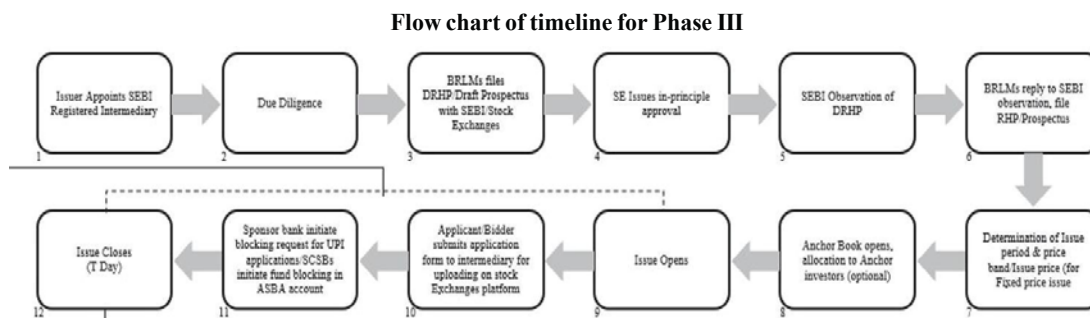 Flow chart of timeline for Phase III
Issuer Appoints SEBI
Registered Intermediary
1
Due Diligence
2
BRLMs files
DRHP/Draft Prospectus
with SEBI/Stock
Exchanges
3
SE Issues in-principle
approval
4
SEBI Observation of
DRHP
5
BRLMs reply to SEBI
observation, file
RHP/Prospectus
6
Determination of Issue
period & price
band/Issue price (for
Fixed price issue
7
Anchor Book opens,
allocation to Anchor
investors (optional)
8
Issue Opens
9
Applicant/Bidder
submits application
form to intermediary for
uploading on stock
Exchanges platform
10
Sponsor bank initiate
blocking request for UPI
applications/SCSBs
initiate fund blocking in
ASBA account
11
Issue Closes
(T Day)
12